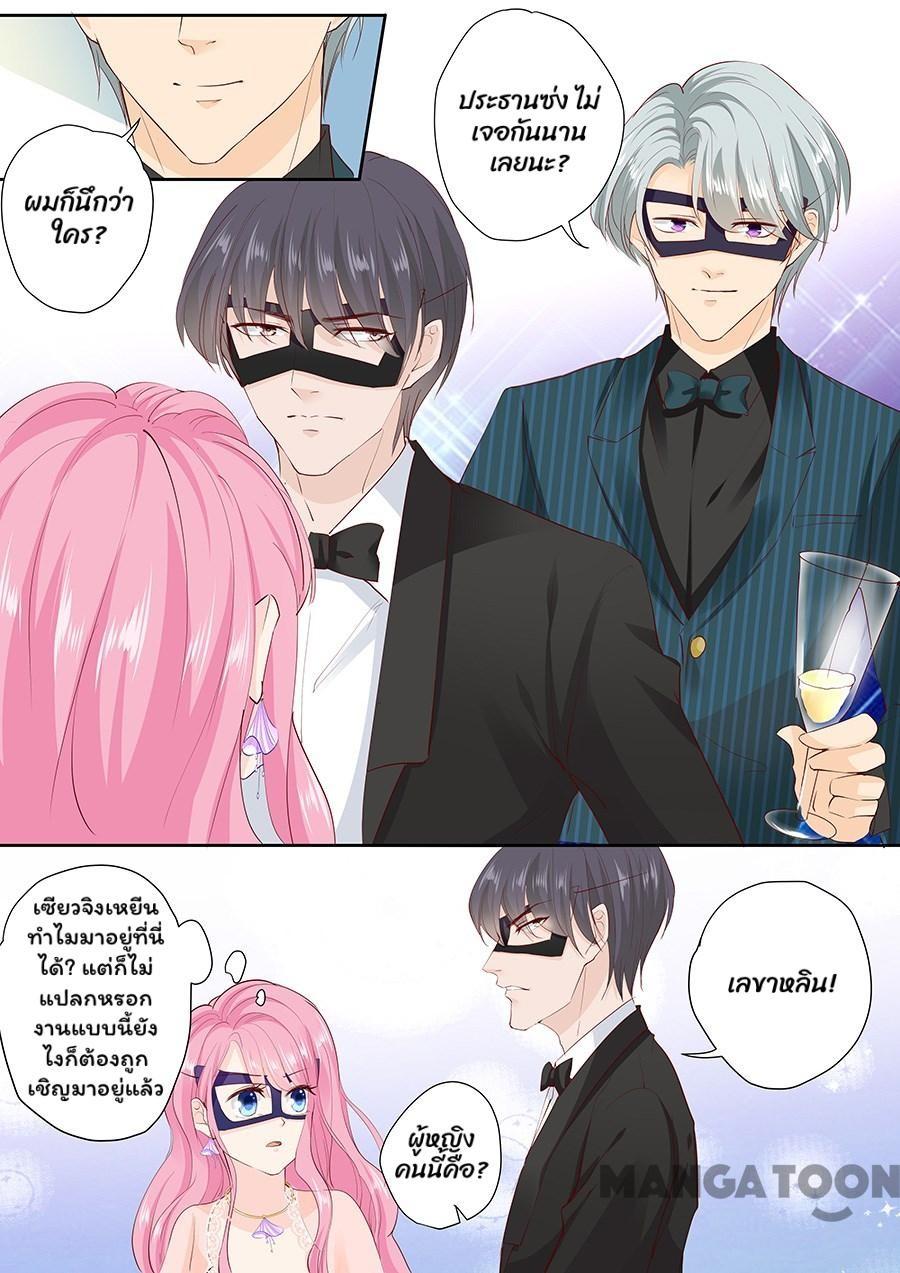 ผมก็นึกว่า
ใคร?
ประธานซ่ง ไม่
เจอกันนาน
เลยนะ?
เซียวจิงเหยีน
ทำไมมาอยู่ที่นี่
ได้? แต่ก็ไม่
แปลกหรอก
งานแบบนี้ยัง
ไงก็ต้องถูก
เชิญมาอยู่แล้ว
เลขาหลิน!
ผู้หญิง
คนนี้คือ?
MANGATOON